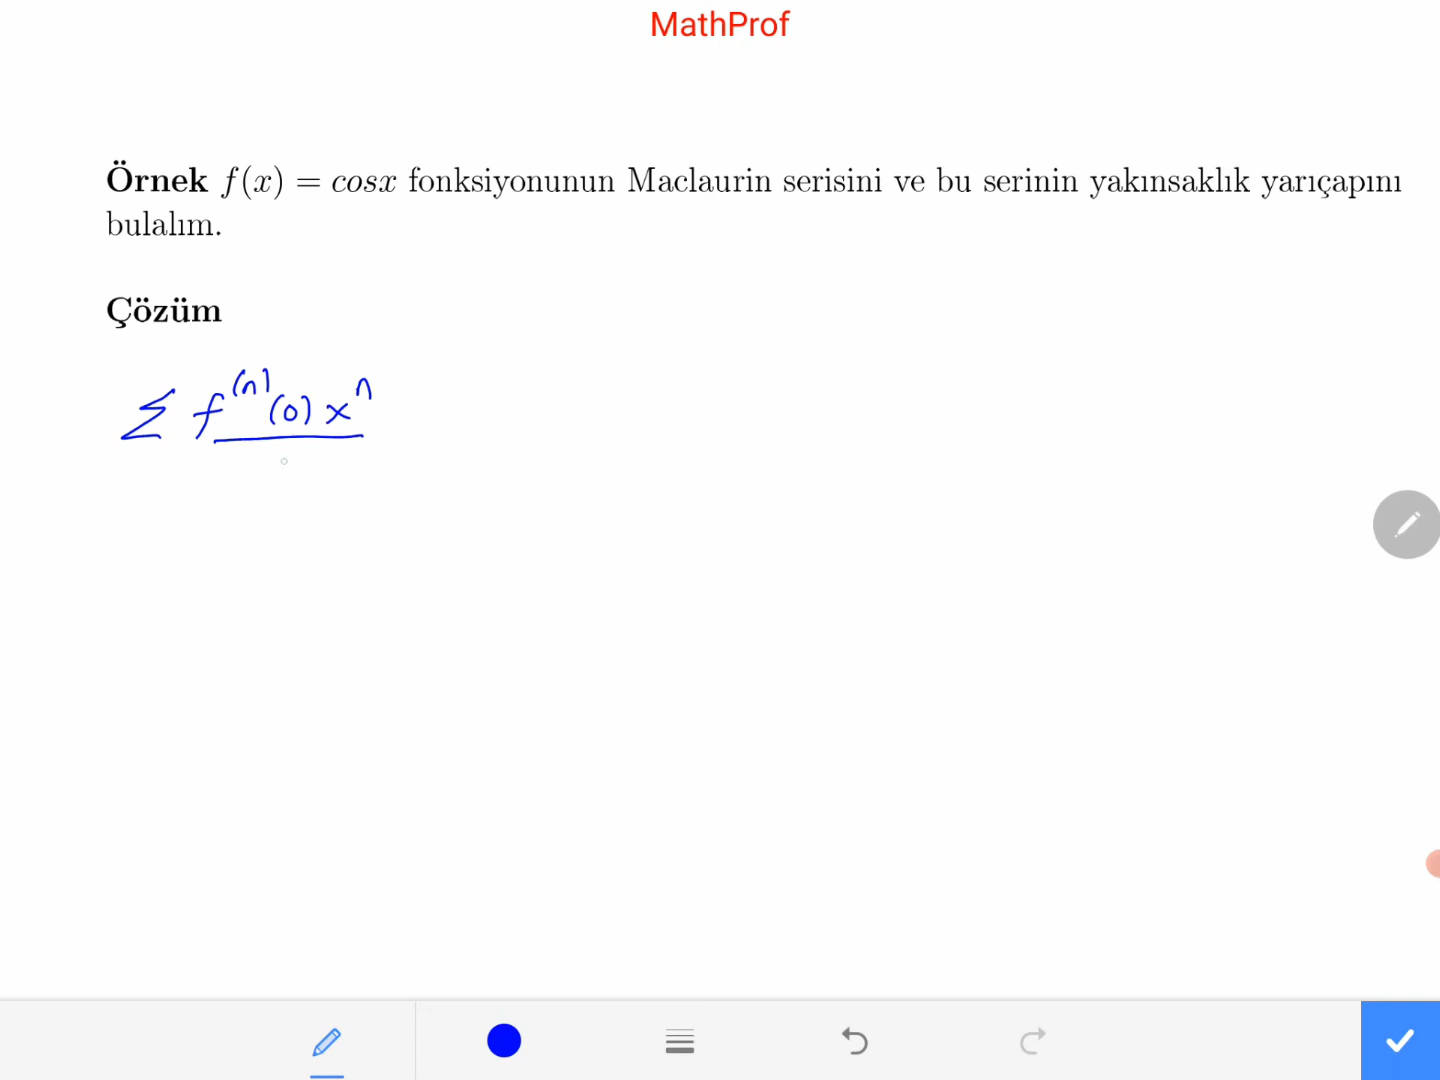 MathProf
Örnek f(x) = cosx fonksiyonunun Maclaurin serisini ve bu serinin yakınsaklık yarıçapını
bulalım.
Çözüm
∑ f^(n)(0) x^n